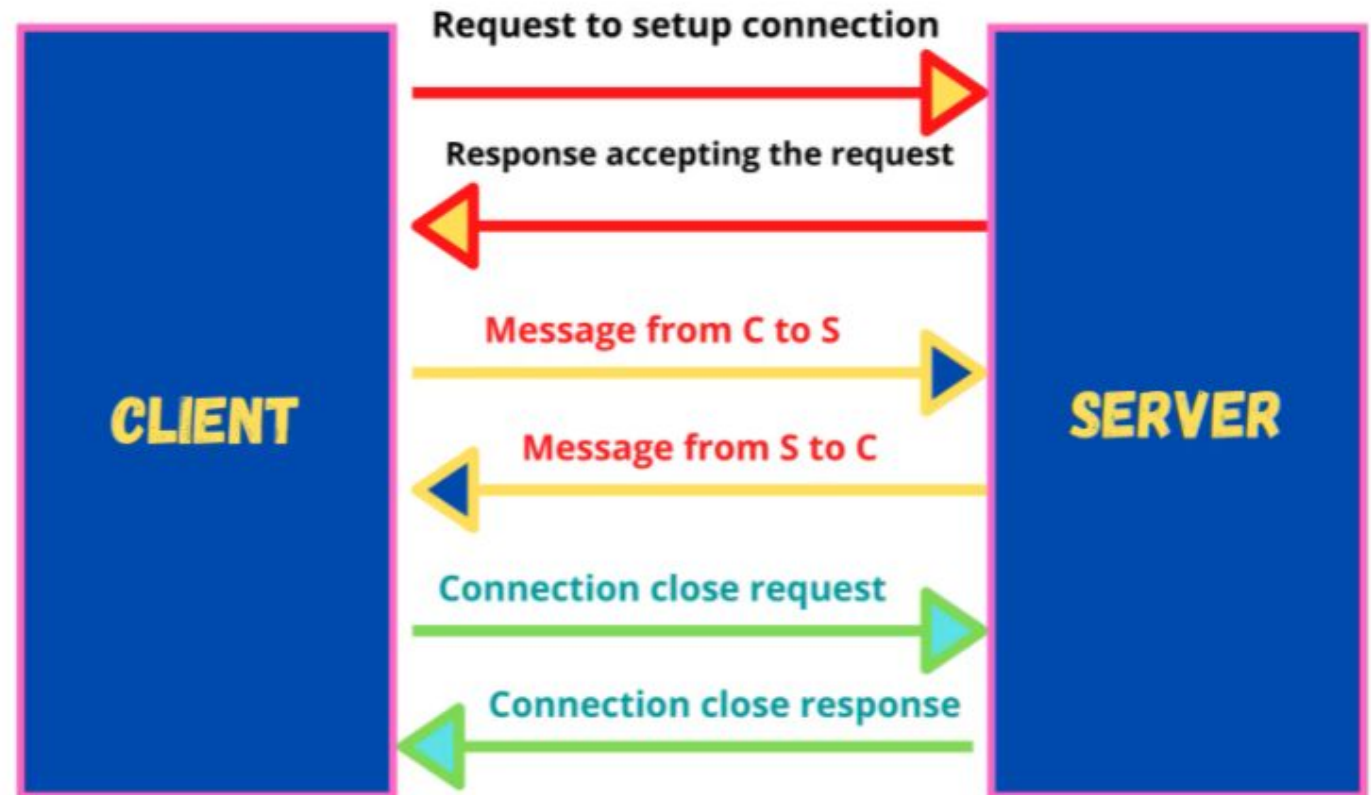 Request to setup connection
Response accepting the request
Message from C to S
CLIENT
SERVER
Message from S to C
Connection close request
Connection close response